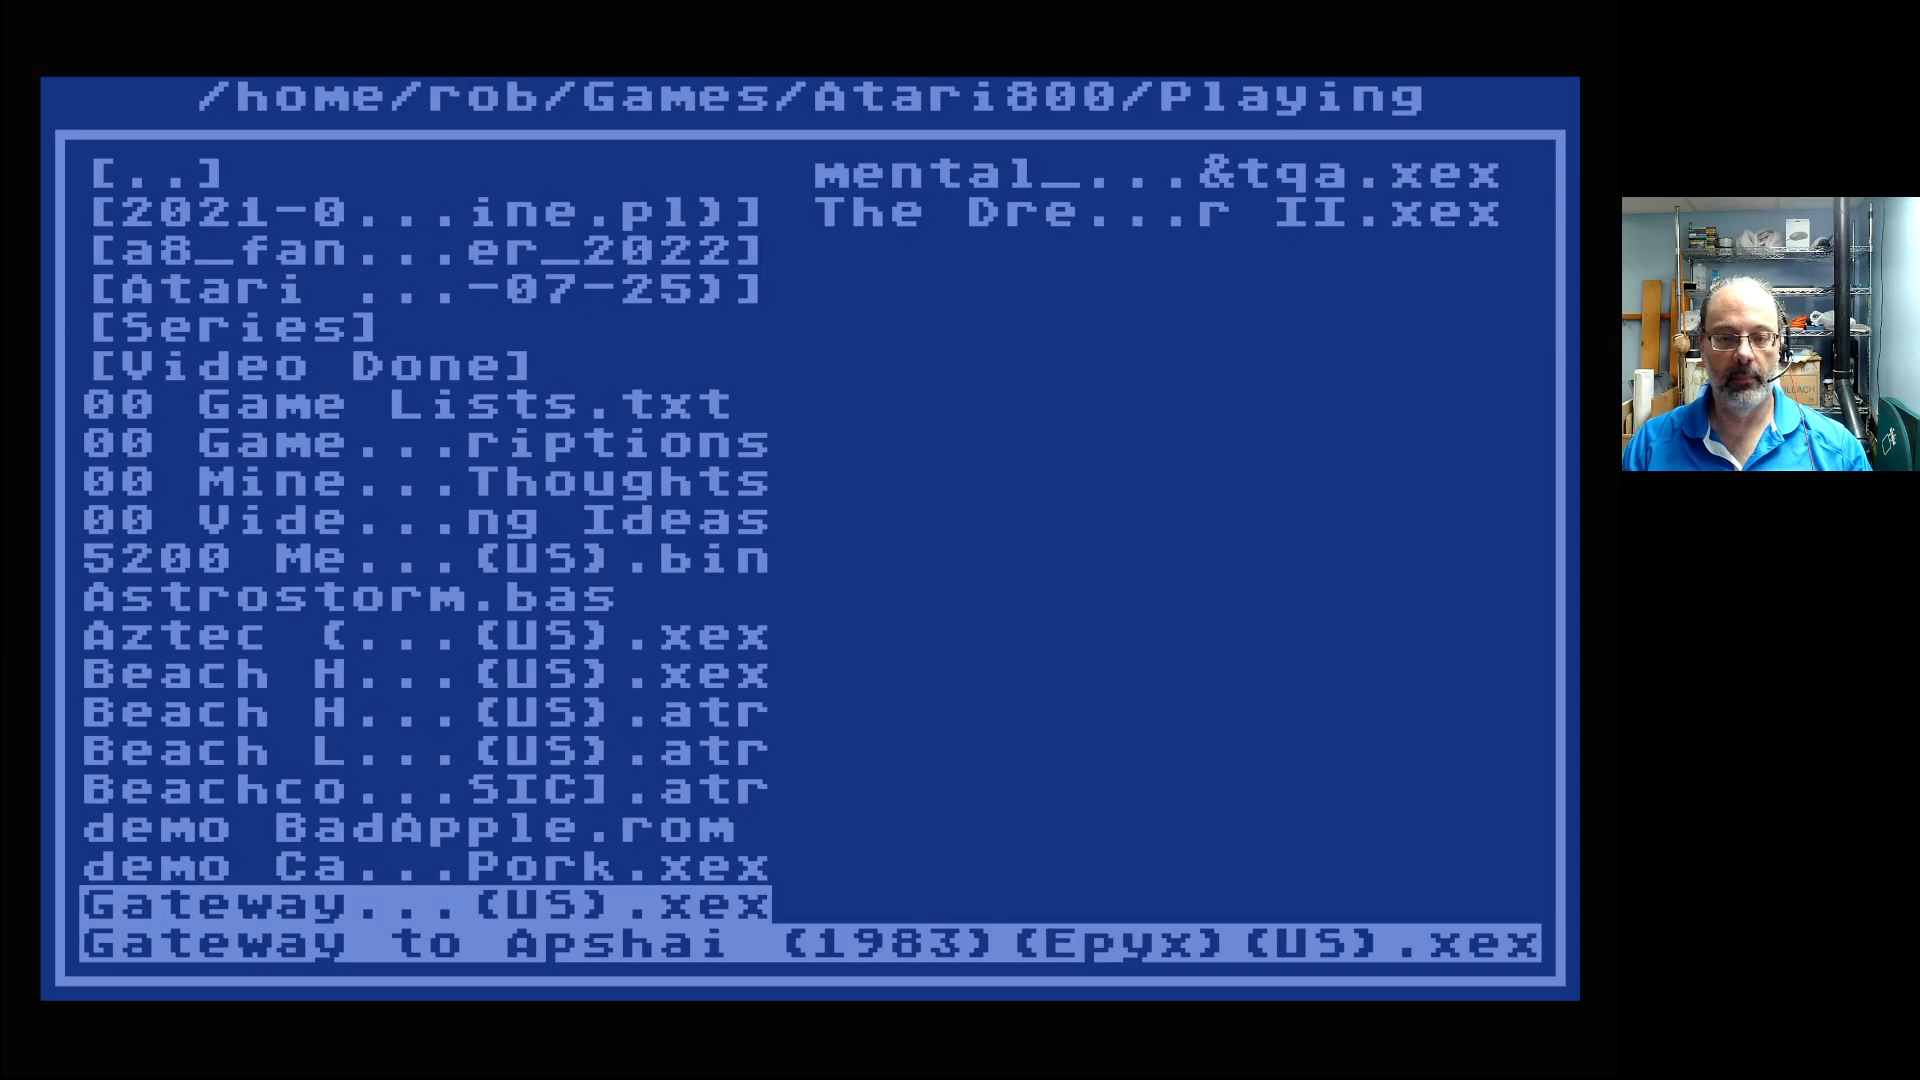 /home/rob/Games/Atari800/Playing
[..]
[2021-0...ine.pl)]
[a8_fan...er_2022]
[Atari ...-07-25)]
[Series]
[Video Done]
00 Game Lists.txt
00 Game...riptions
00 Mine...Thoughts
00 Vide...ng Ideas
5200 Me...(US).bin
Astrostorm.bas
Aztec (...(US).xex
Beach H...(US).xex
Beach H...(US).atr
Beach L...(US).atr
Beachco...SIC].atr
demo BadApple.rom
demo Ca...Pork.xex
Gateway...(US).xex
mental_...&tqa.xex
The Dre...r II.xex
Gateway to Apshai (1983)(Epyx)(US).xex
BLEACH